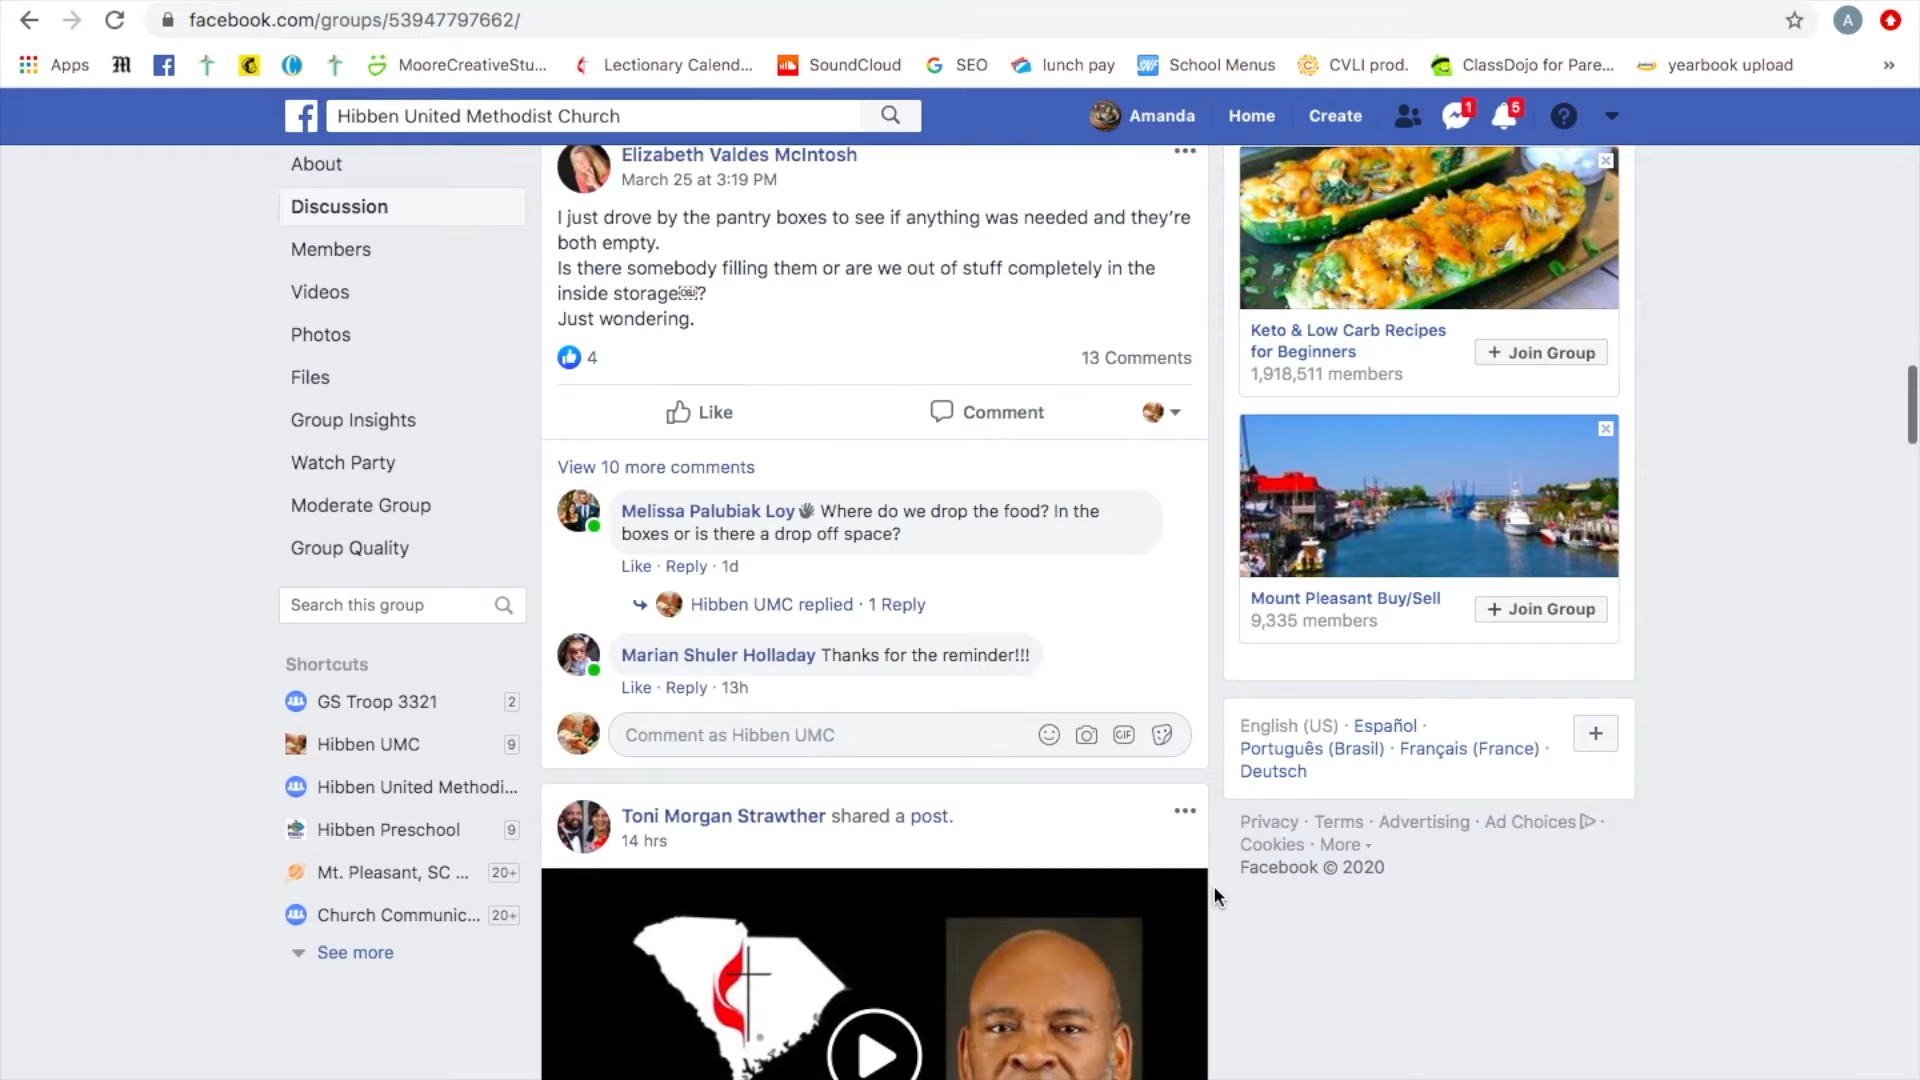 facebook.com/groups/53947797662/
A
Apps
MooreCreativeStu...
Lectionary Calend...
SoundCloud
SEO
lunch pay
School Menus
CVLI prod.
ClassDojo for Pare...
yearbook upload
»
Hibben United Methodist Church
Amanda
Home
Create
1
5
About
Discussion
Members
Videos
Photos
Files
Group Insights
Watch Party
Moderate Group
Group Quality
Search this group
Shortcuts
GS Troop 3321
2
Hibben UMC
9
Hibben United Methodi...
Hibben Preschool
9
Mt. Pleasant, SC ...
20+
Church Communic...
20+
See more
Elizabeth Valdes McIntosh
March 25 at 3:19 PM
I just drove by the pantry boxes to see if anything was needed and they’re
both empty.
Is there somebody filling them or are we out of stuff completely in the
inside storage￼?
Just wondering.
4
13 Comments
Like
Comment
View 10 more comments
Melissa Palubiak Loy Where do we drop the food? In the
boxes or is there a drop off space?
Like · Reply · 1d
Hibben UMC replied · 1 Reply
Marian Shuler Holladay Thanks for the reminder!!!
Like · Reply · 13h
Comment as Hibben UMC
GIF
Toni Morgan Strawther shared a post.
14 hrs
Keto & Low Carb Recipes
for Beginners
1,918,511 members
+ Join Group
Mount Pleasant Buy/Sell
9,335 members
+ Join Group
English (US) · Español ·
Português (Brasil) · Français (France) ·
Deutsch
+
Privacy · Terms · Advertising · Ad Choices ·
Cookies · More
Facebook © 2020